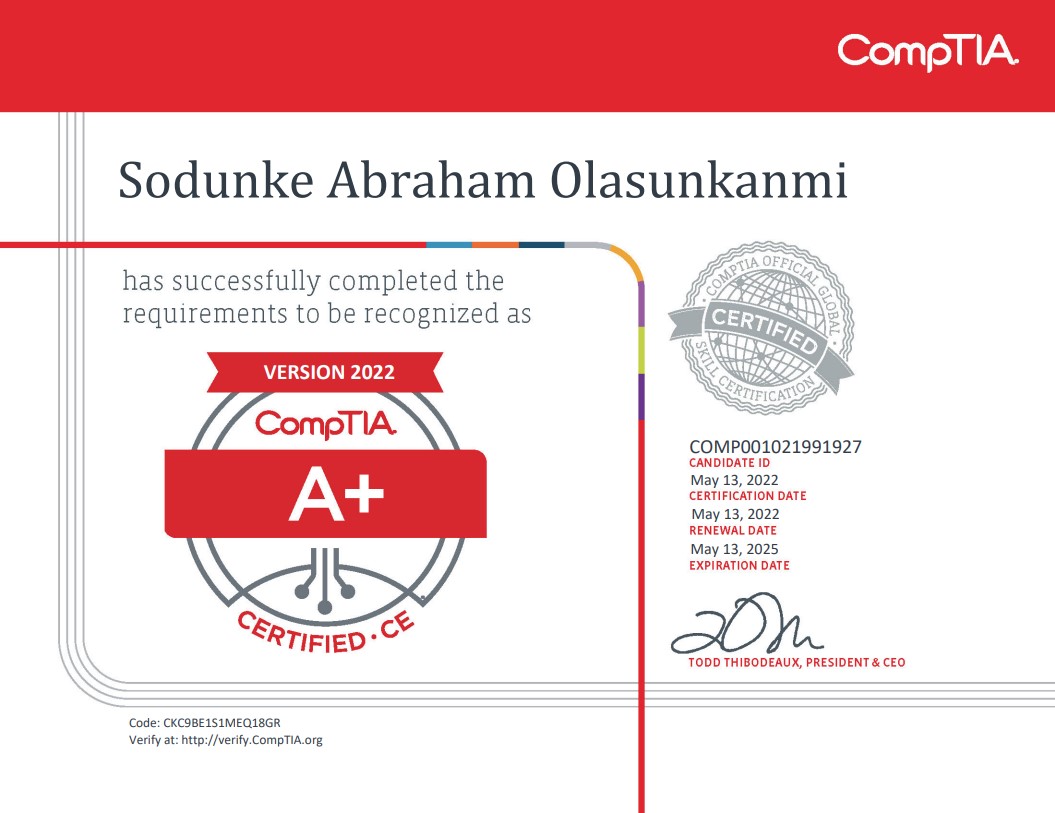 CompTIA.
Sodunke Abraham Olasunkanmi
has successfully completed the
requirements to be recognized as
VERSION 2022
CompTIA.
A+
CERTIFIED · CE
COMPTIA OFFICIAL GLOBAL
CERTIFIED
SKILL CERTIFICATION
COMP001021991927
CANDIDATE ID
May 13, 2022
CERTIFICATION DATE
May 13, 2022
RENEWAL DATE
May 13, 2025
EXPIRATION DATE
TODD THIBODEAUX, PRESIDENT & CEO
Code: CKC9BE1S1MEQ18GR
Verify at: http://verify.CompTIA.org